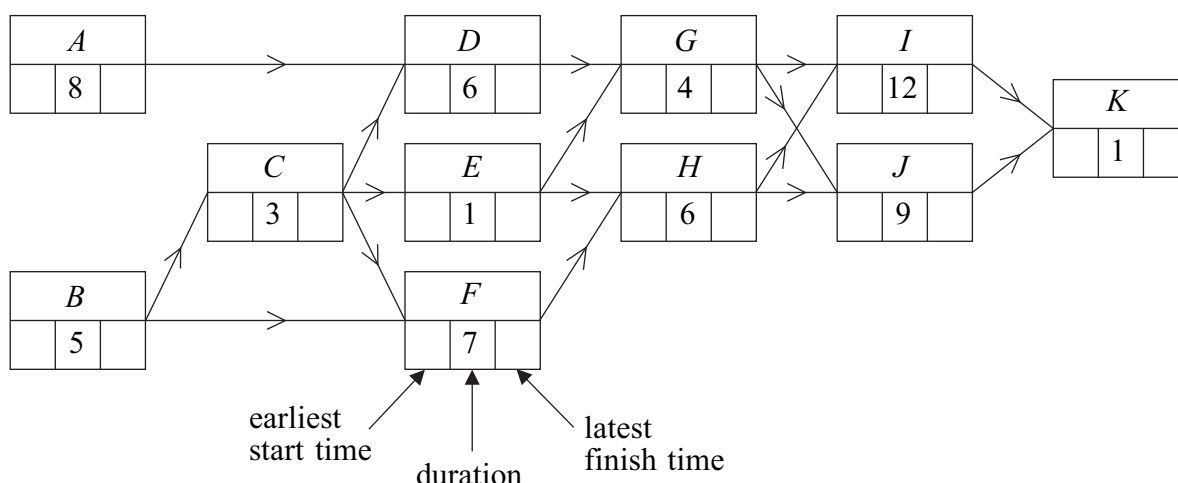 A
D
G
I
8
6
4
12
K
C
E
H
J
1
3
1
6
9
B
F
5
7
earliest
start time
latest
finish time
duration